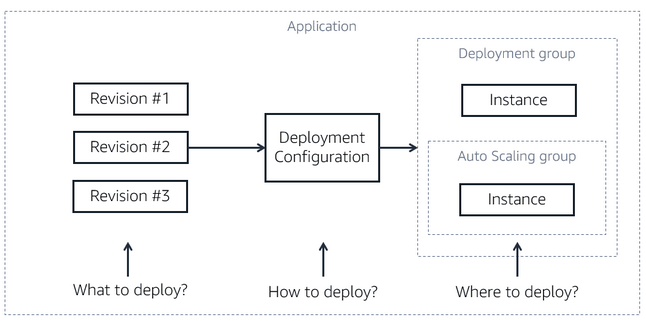 Application
Deployment group
Revision #1
Instance
Revision #2
Deployment
Configuration
Auto Scaling group
Revision #3
Instance
What to deploy?
How to deploy?
Where to deploy?